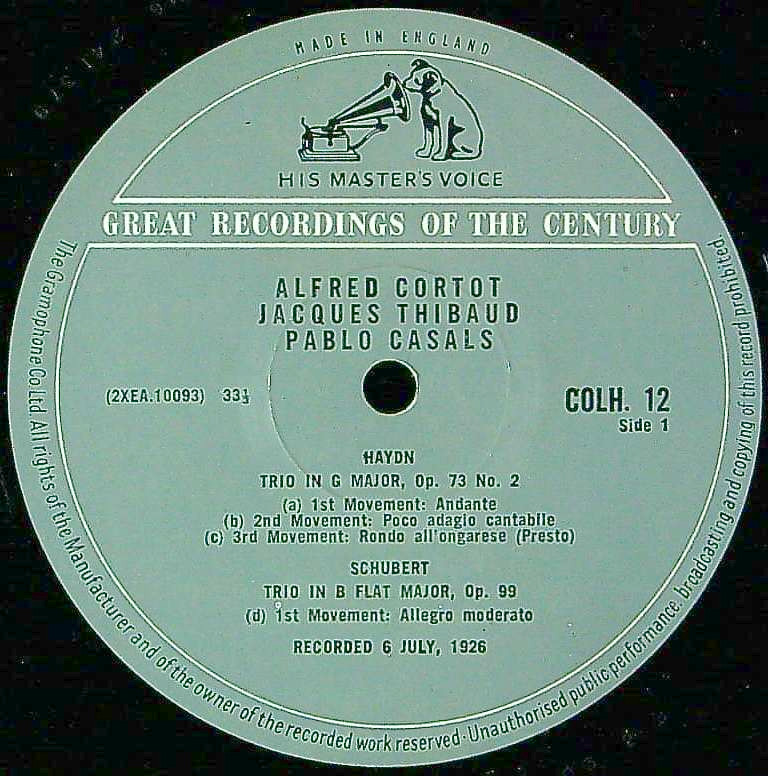 MADE IN ENGLAND
HIS MASTER'S VOICE
GREAT RECORDINGS OF THE CENTURY
ALFRED CORTOT
JACQUES THIBAUD
PABLO CASALS
(2XEA.10093) 33⅓
COLH. 12
Side 1
HAYDN
TRIO IN G MAJOR, Op. 73 No. 2
(a) 1st Movement: Andante
(b) 2nd Movement: Poco adagio cantabile
(c) 3rd Movement: Rondo all'ongarese (Presto)
SCHUBERT
TRIO IN B FLAT MAJOR, Op. 99
(d) 1st Movement: Allegro moderato
RECORDED 6 JULY, 1926
The Gramophone Co. Ltd. All rights of the Manufacturer and of the owner of the recorded work reserved · Unauthorised public performance, broadcasting and copying of this record prohibited.